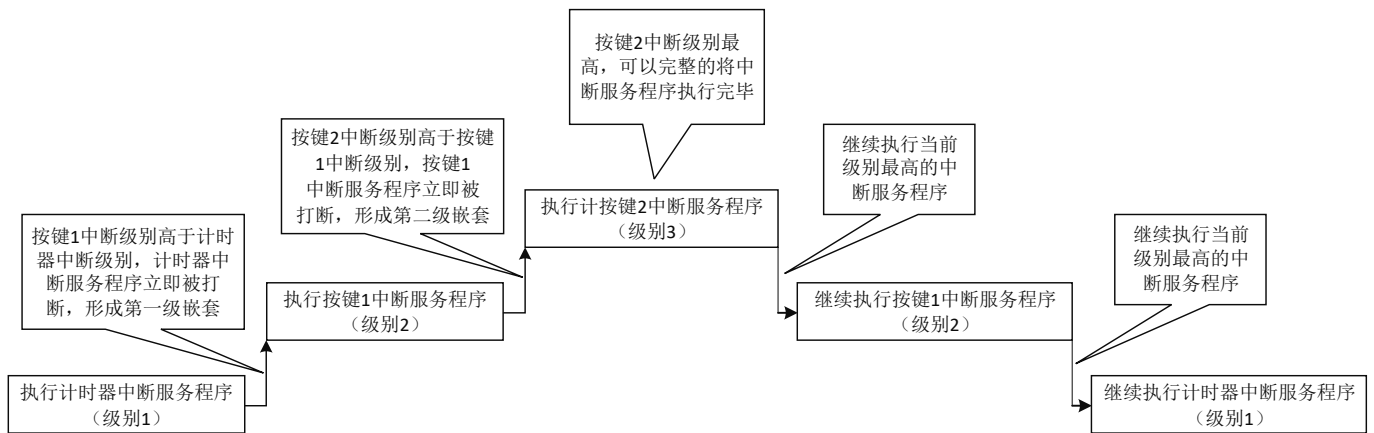 按键2中断级别最
高，可以完整的将中
断服务程序执行完毕
按键2中断级别高于按键
1中断级别，按键1
中断服务程序立即被
打断，形成第二级嵌套
继续执行当前
级别最高的中
断服务程序
执行计按键2中断服务程序
（级别3）
按键1中断级别高于计时
器中断级别，计时器中
断服务程序立即被打
断，形成第一级嵌套
继续执行当前
级别最高的中
断服务程序
执行按键1中断服务程序
（级别2）
继续执行按键1中断服务程序
（级别2）
执行计时器中断服务程序
（级别1）
继续执行计时器中断服务程序
（级别1）